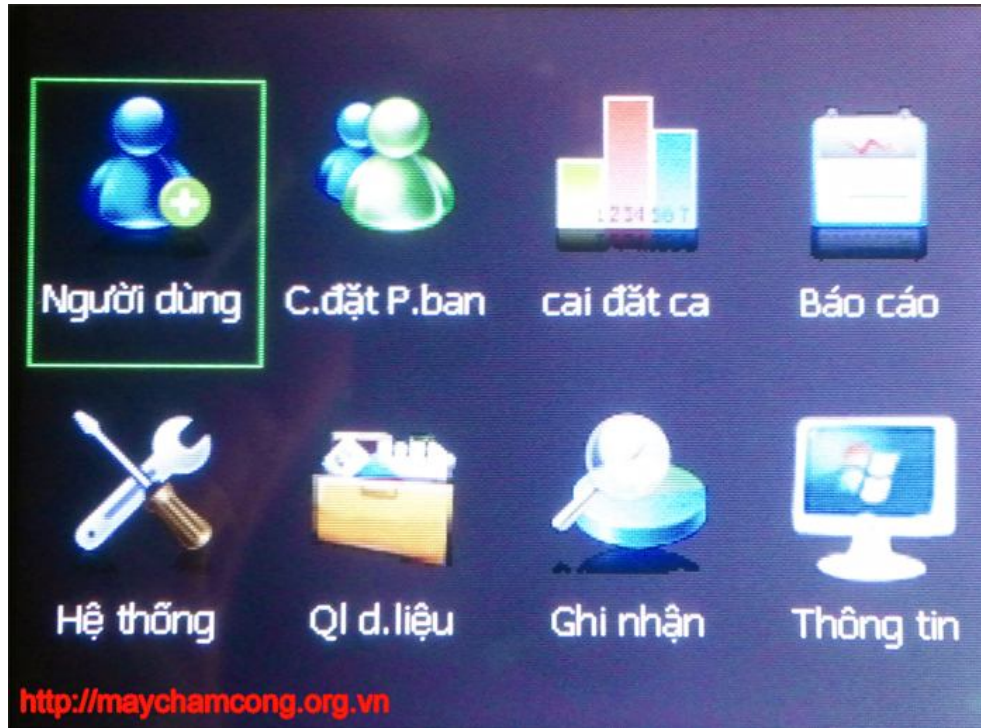 Người dùng C.đặt P.ban cai đăt ca Báo cáo
Hệ thõng Ql d.liệu Ghi nhận Thông tin
http://maychamcong.org.vn